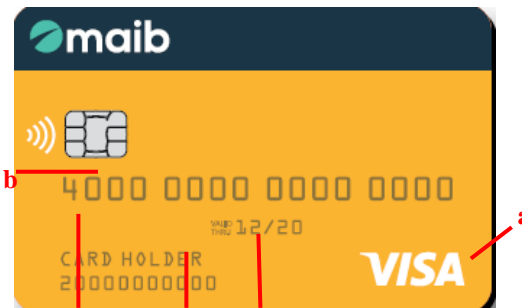 maib
b
4000 0000 0000 0000
VALID THRU 12/20
a
CARD HOLDER
VISA
20000000000